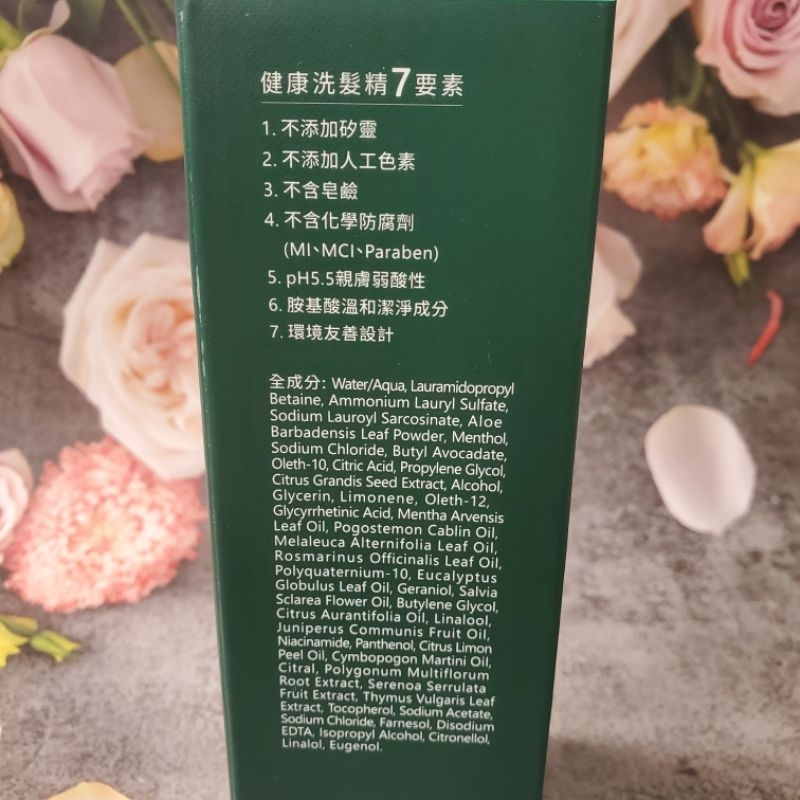 健康洗髮精7要素
1. 不添加矽靈
2. 不添加人工色素
3. 不含皂鹼
4. 不含化學防腐劑
(MI、MCI、Paraben)
5. pH5.5親膚弱酸性
6. 胺基酸溫和潔淨成分
7. 環境友善設計
全成分: Water/Aqua, Lauramidopropyl
Betaine, Ammonium Lauryl Sulfate,
Sodium Lauroyl Sarcosinate, Aloe
Barbadensis Leaf Powder, Menthol,
Sodium Chloride, Butyl Avocadate,
Oleth-10, Citric Acid, Propylene Glycol,
Citrus Grandis Seed Extract, Alcohol,
Glycerin, Limonene, Oleth-12,
Glycyrrhetinic Acid, Mentha Arvensis
Leaf Oil, Pogostemon Cablin Oil,
Melaleuca Alternifolia Leaf Oil,
Rosmarinus Officinalis Leaf Oil,
Polyquaternium-10, Eucalyptus
Globulus Leaf Oil, Geraniol, Salvia
Sclarea Flower Oil, Butylene Glycol,
Citrus Aurantifolia Oil, Linalool,
Juniperus Communis Fruit Oil,
Niacinamide, Panthenol, Citrus Limon
Peel Oil, Cymbopogon Martini Oil,
Citral, Polygonum Multiflorum
Root Extract, Serenoa Serrulata
Fruit Extract, Thymus Vulgaris Leaf
Extract, Tocopherol, Sodium Acetate,
Sodium Chloride, Farnesol, Disodium
EDTA, Isopropyl Alcohol, Citronellol,
Linalol, Eugenol.